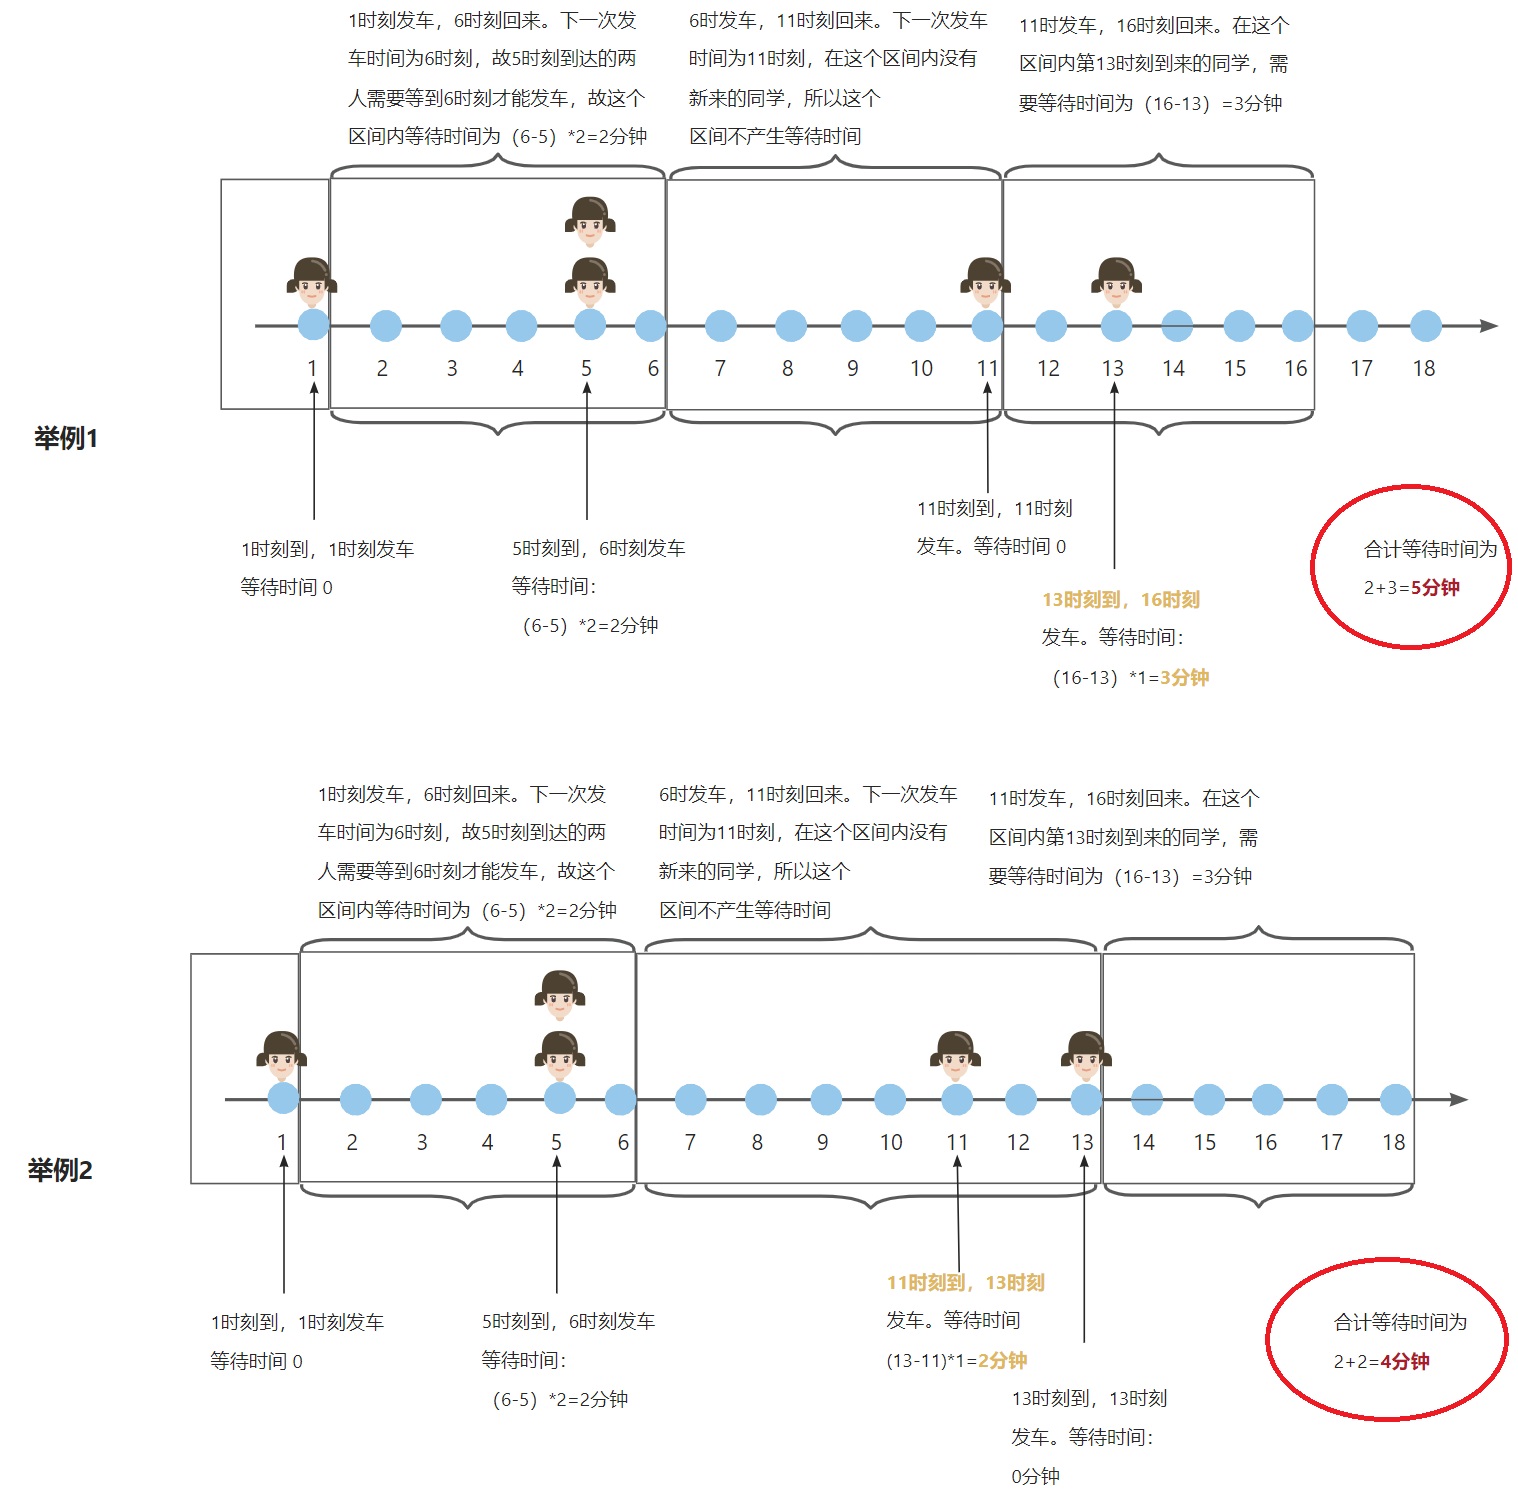 1时刻发车，6时刻回来。下一次发
车时间为6时刻，故5时刻到达的两
人需要等到6时刻才能发车，故这个
区间内等待时间为（6-5）*2=2分钟
6时发车，11时刻回来。下一次发车
时间为11时刻，在这个区间内没有
新来的同学，所以这个
区间不产生等待时间
11时发车，16时刻回来。在这个
区间内第13时刻到来的同学，需
要等待时间为（16-13）=3分钟
1 2 3 4 5 6 7 8 9 10 11 12 13 14 15 16 17 18
举例1
1时刻到，1时刻发车
等待时间 0
5时刻到，6时刻发车
等待时间：
（6-5）*2=2分钟
11时刻到，11时刻
发车。等待时间 0
13时刻到，16时刻
发车。等待时间：
（16-13）*1=3分钟
合计等待时间为
2+3=5分钟
1时刻发车，6时刻回来。下一次发
车时间为6时刻，故5时刻到达的两
人需要等到6时刻才能发车，故这个
区间内等待时间为（6-5）*2=2分钟
6时发车，11时刻回来。下一次发车
时间为11时刻，在这个区间内没有
新来的同学，所以这个
区间不产生等待时间
11时发车，16时刻回来。在这个
区间内第13时刻到来的同学，需
要等待时间为（16-13）=3分钟
1 2 3 4 5 6 7 8 9 10 11 12 13 14 15 16 17 18
举例2
1时刻到，1时刻发车
等待时间 0
5时刻到，6时刻发车
等待时间：
（6-5）*2=2分钟
11时刻到，13时刻
发车。等待时间
(13-11)*1=2分钟
13时刻到，13时刻
发车。等待时间：
0分钟
合计等待时间为
2+2=4分钟